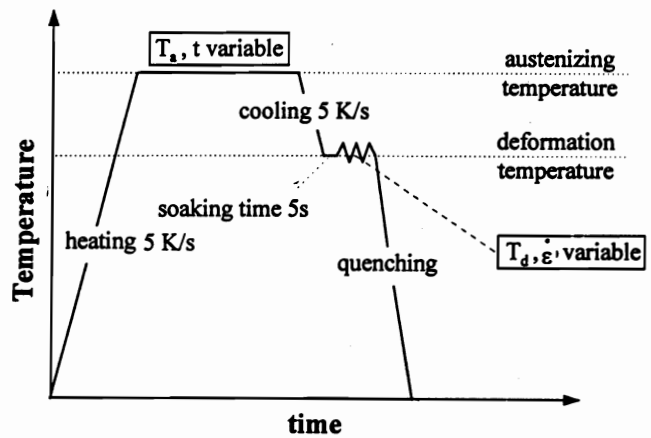 Tₐ, t variable
austenizing
temperature
cooling 5 K/s
deformation
temperature
soaking time 5s
heating 5 K/s
quenching
T_d, ε̇' variable
Temperature
time